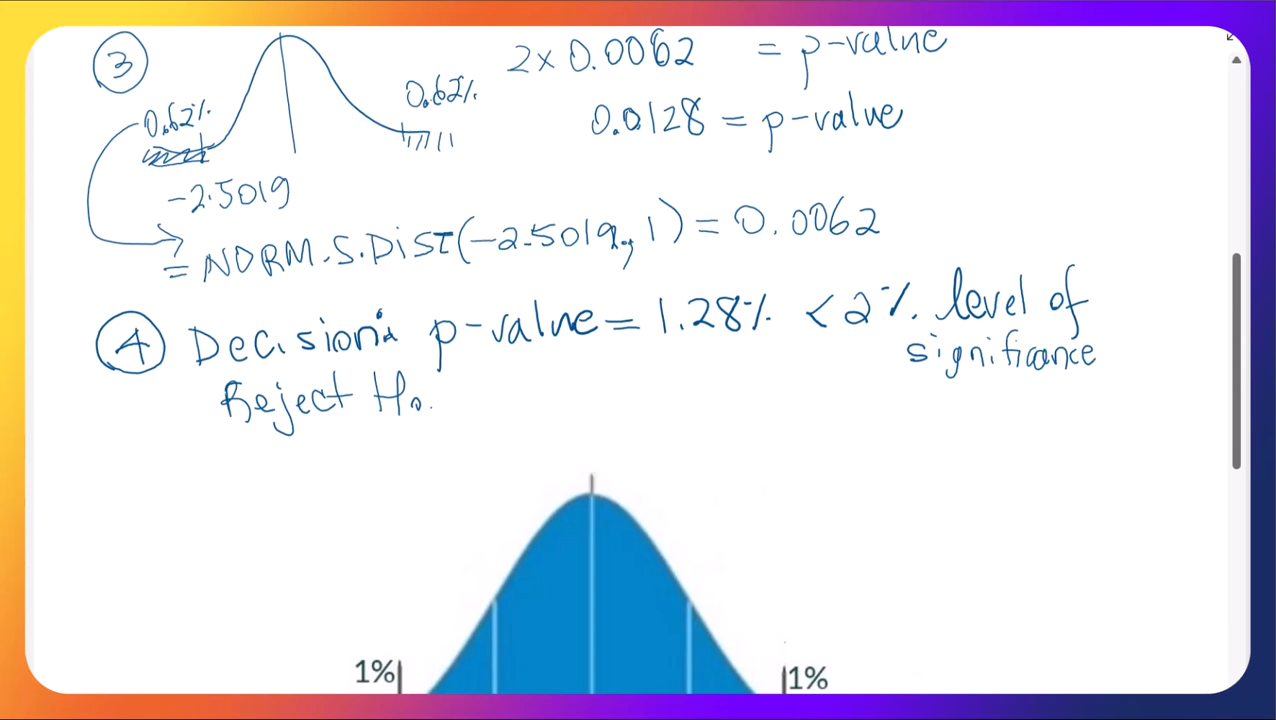 3
2 x 0.0062 = p-value
0.62%
0.62%
0.0128 = p-value
-2.5019
= NORM.S.DiST(-2.5019, 1) = 0.0062
4 Decision: p-value = 1.28% < 2% level of
significance
Reject Ho.
1%
1%